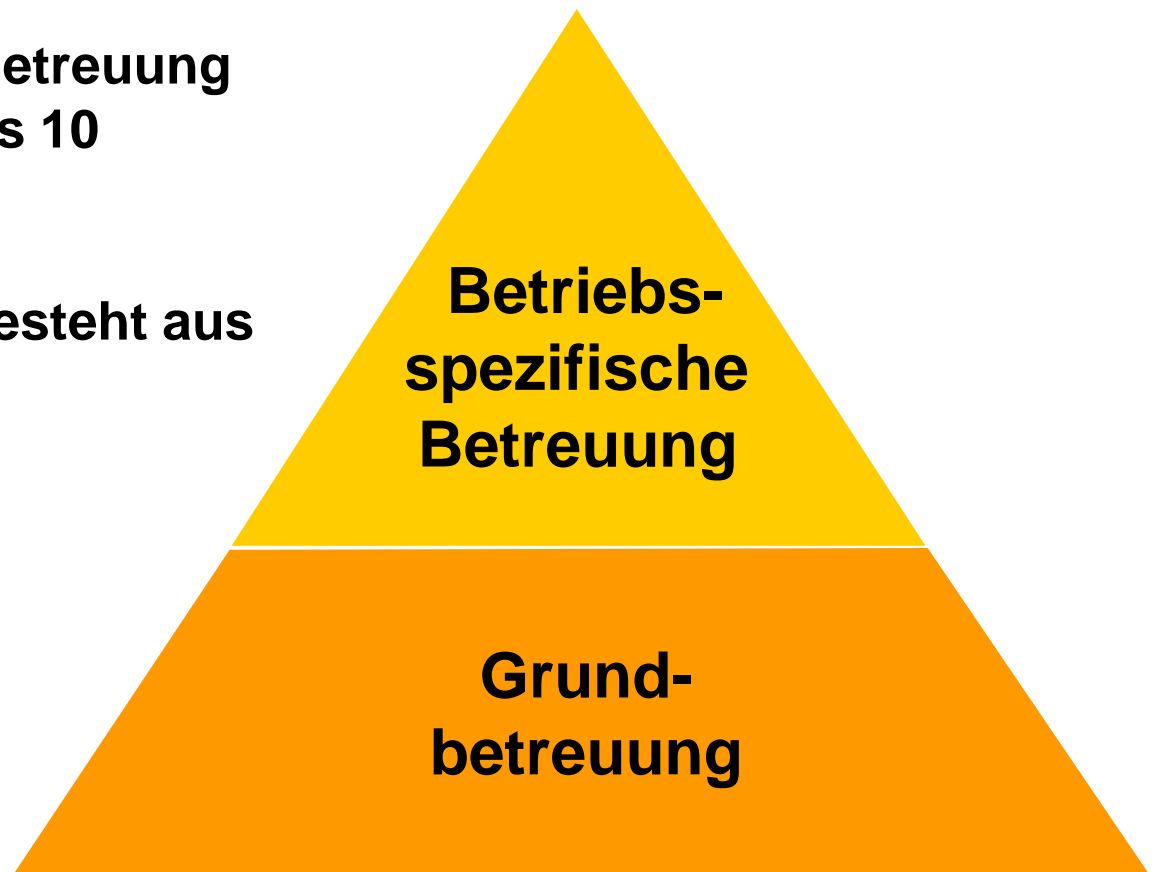 etreuung
s 10
esteht aus
Betriebs-
spezifische
Betreuung
Grund-
betreuung